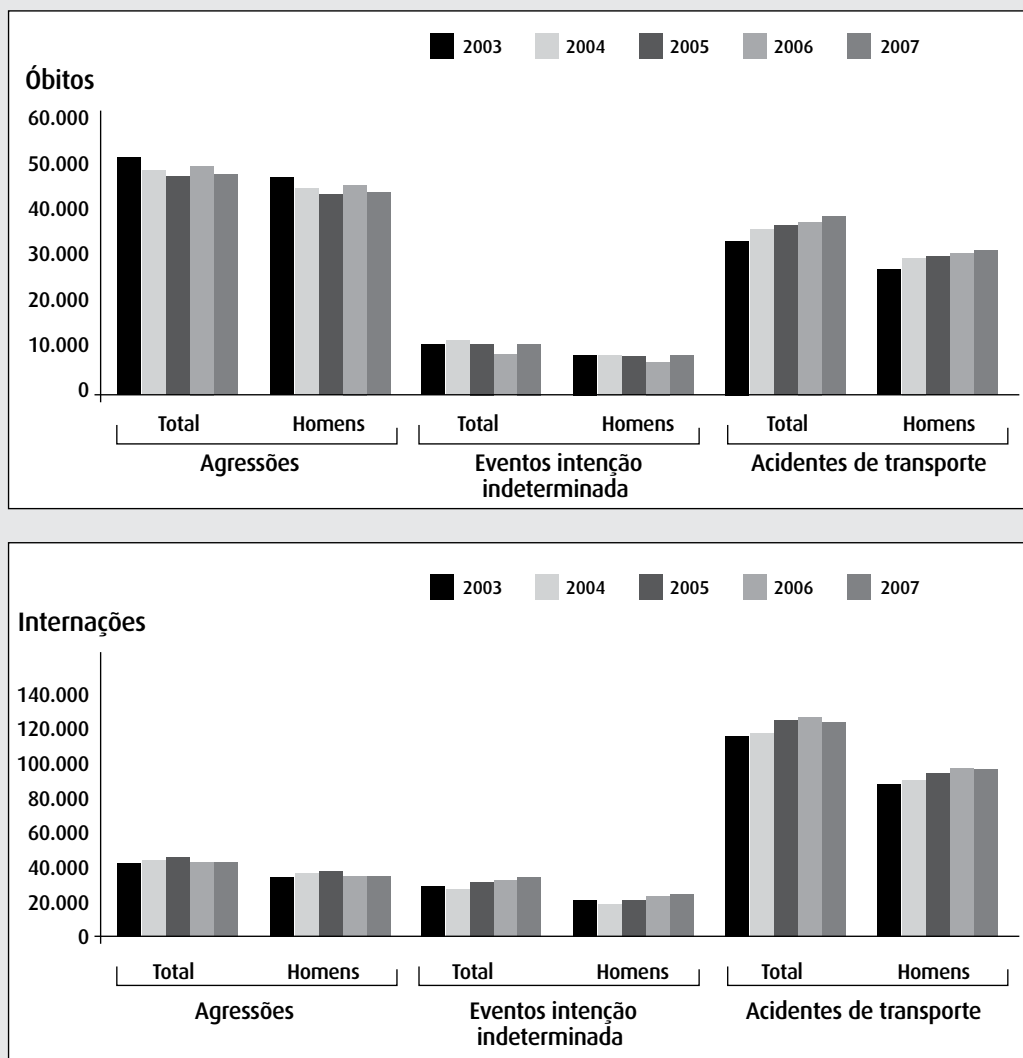 2003 2004 2005 2006 2007
Óbitos
60.000
50.000
40.000
30.000
20.000
10.000
0
Total Homens Total Homens Total Homens
Agressões Eventos intenção Acidentes de transporte
indeterminada
2003 2004 2005 2006 2007
Internações
140.000
120.000
100.000
80.000
60.000
40.000
20.000
0
Total Homens Total Homens Total Homens
Agressões Eventos intenção Acidentes de transporte
indeterminada